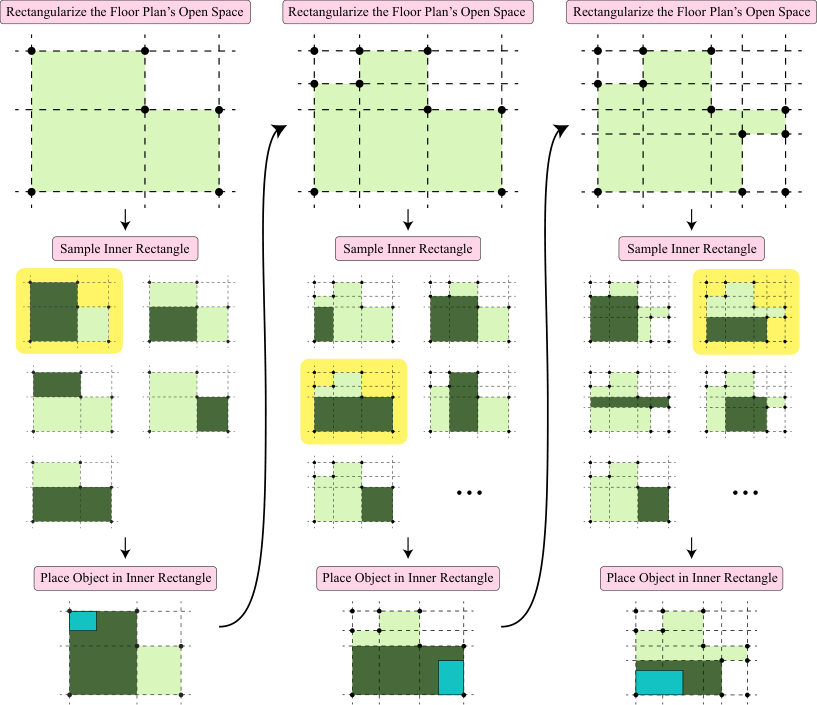 Rectangularize the Floor Plan’s Open Space
Rectangularize the Floor Plan’s Open Space
Rectangularize the Floor Plan’s Open Space
Sample Inner Rectangle
Sample Inner Rectangle
Sample Inner Rectangle
...
...
Place Object in Inner Rectangle
Place Object in Inner Rectangle
Place Object in Inner Rectangle